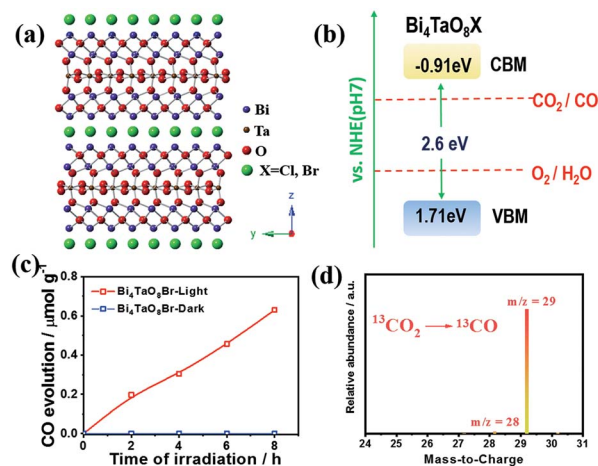 (a)
Bi
Ta
O
X=Cl, Br
z
y
(b)
Bi₄TaO₈X
vs. NHE(pH7)
-0.91eV
CBM
CO₂ / CO
2.6 eV
O₂ / H₂O
1.71eV
VBM
(c)
CO evolution / μmol g⁻¹
0.6
0.4
0.2
0.0
Bi₄TaO₈Br-Light
Bi₄TaO₈Br-Dark
0 2 4 6 8
Time of irradiation / h
(d)
Relative abundance / a.u.
m/z = 29
¹³CO₂ → ¹³CO
m/z = 28
24 25 26 27 28 29 30 31
Mass-to-Charge